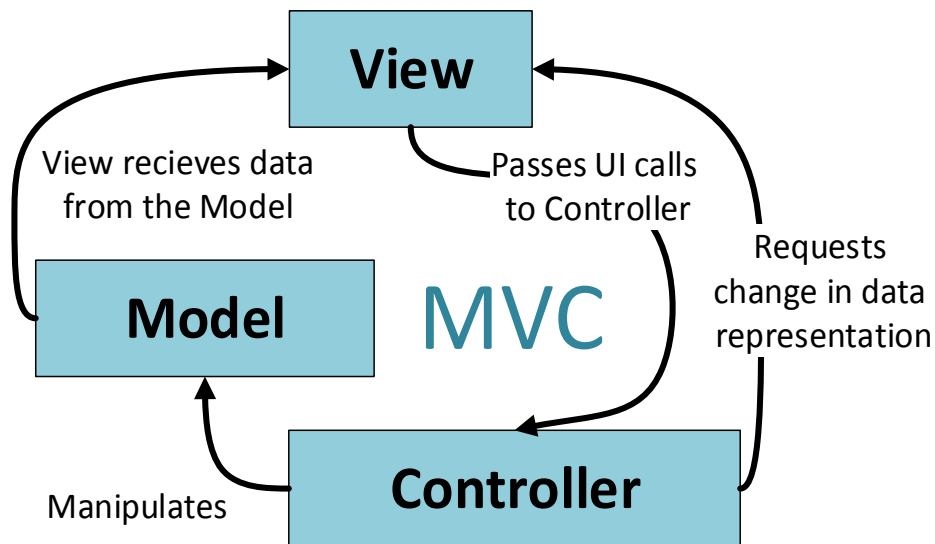 View
View recieves data
from the Model
Passes UI calls
to Controller
Requests
change in data
representation
Model
MVC
Manipulates
Controller